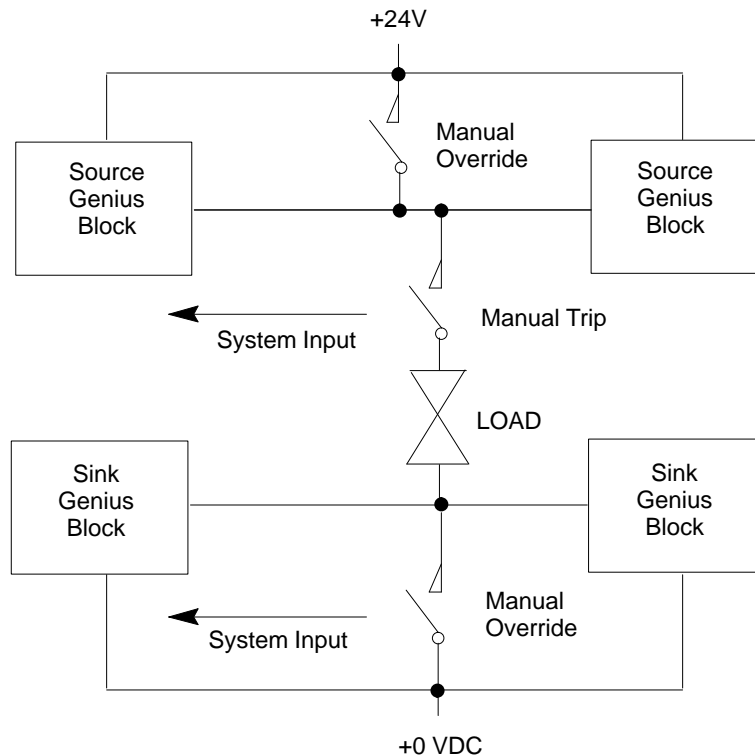 +24V
Manual
Override
Source
Genius
Block
Source
Genius
Block
Manual Trip
System Input
LOAD
Sink
Genius
Block
Sink
Genius
Block
Manual
Override
System Input
+0 VDC